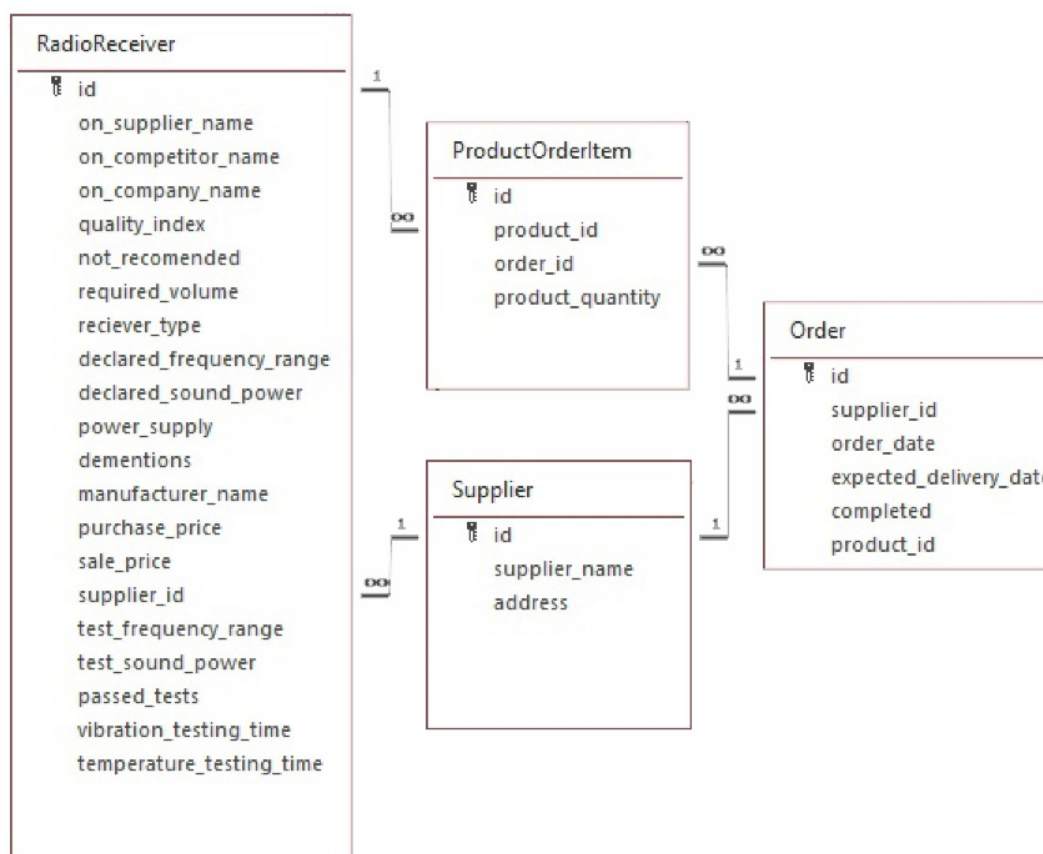 RadioReceiver
id
on_supplier_name
on_competitor_name
on_company_name
quality_index
not_recomended
required_volume
reciever_type
declared_frequency_range
declared_sound_power
power_supply
dementions
manufacturer_name
purchase_price
sale_price
supplier_id
test_frequency_range
test_sound_power
passed_tests
vibration_testing_time
temperature_testing_time
1
∞
ProductOrderItem
id
product_id
order_id
product_quantity
∞
1
Supplier
id
supplier_name
address
1
∞
1
∞
Order
id
supplier_id
order_date
expected_delivery_date
completed
product_id